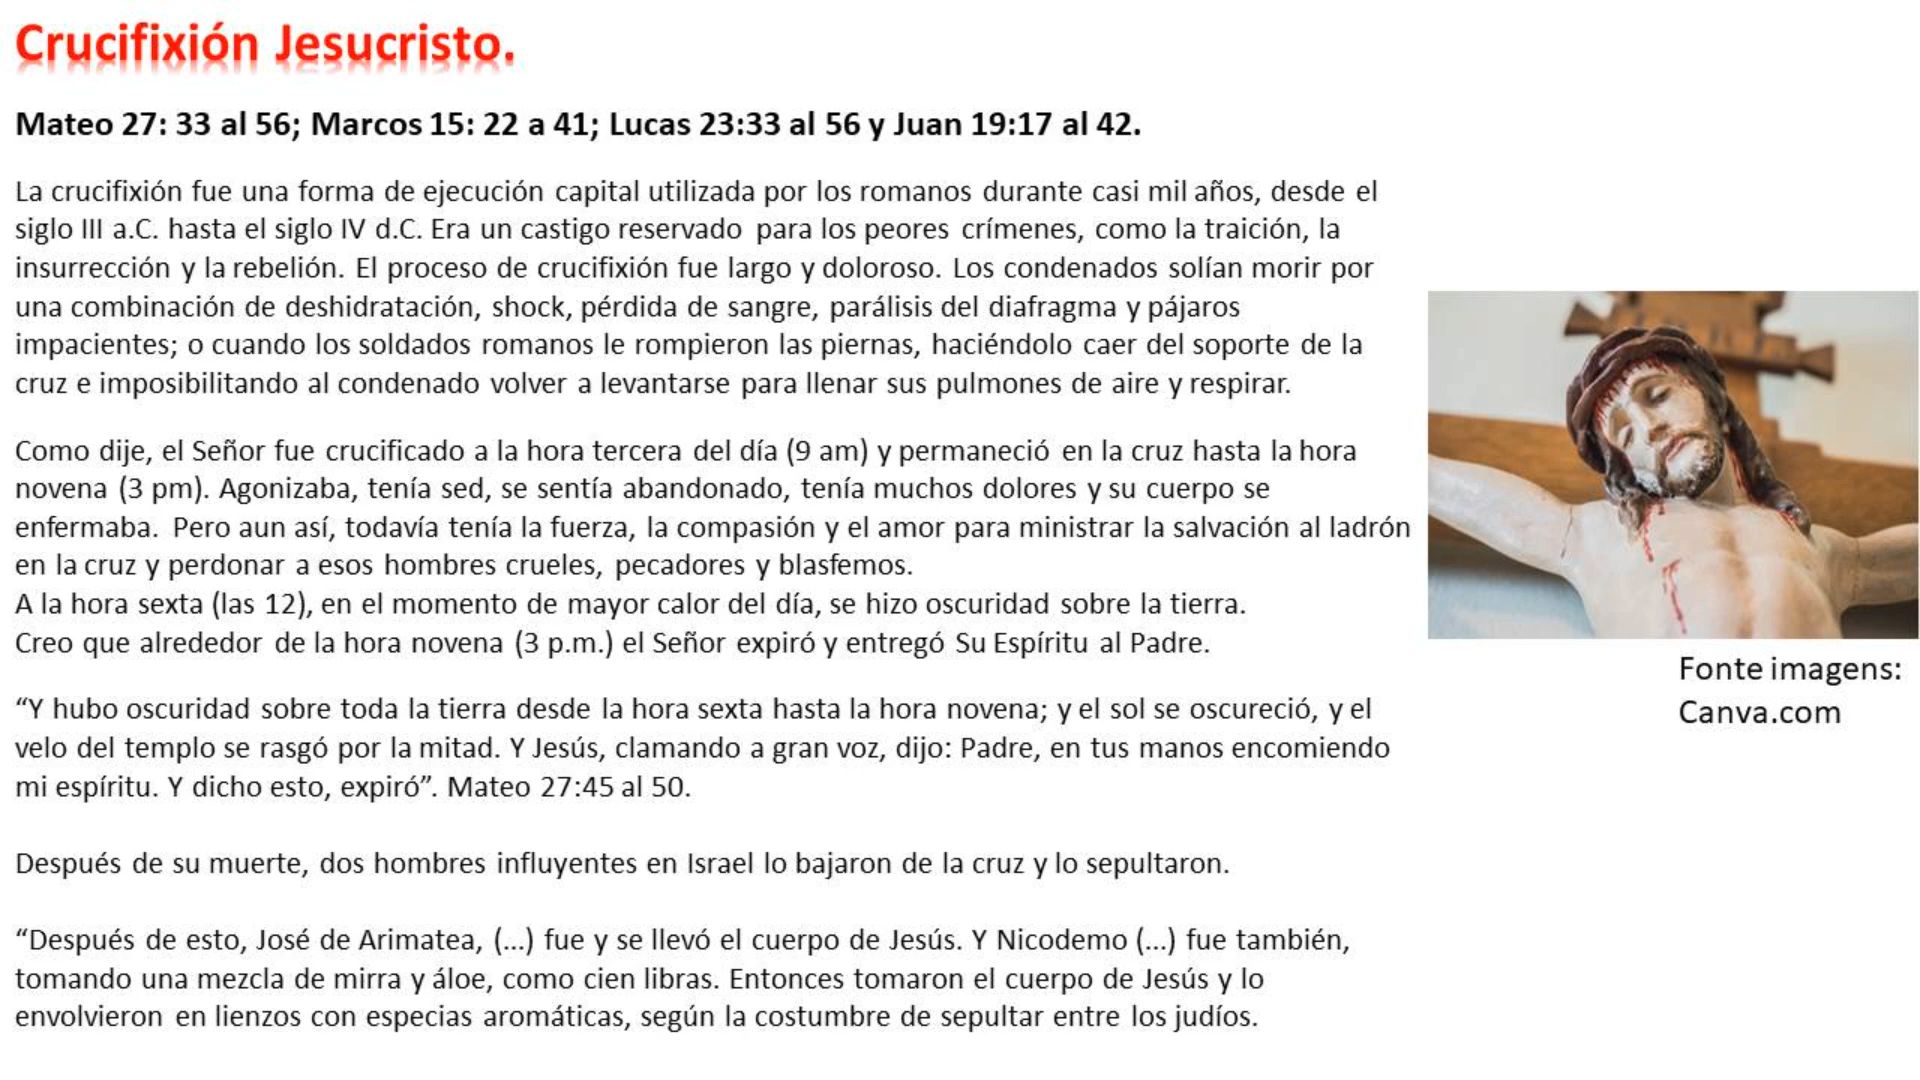 Crucifixión Jesucristo.
Mateo 27: 33 al 56; Marcos 15: 22 a 41; Lucas 23:33 al 56 y Juan 19:17 al 42.
La crucifixión fue una forma de ejecución capital utilizada por los romanos durante casi mil años, desde el
siglo III a.C. hasta el siglo IV d.C. Era un castigo reservado para los peores crímenes, como la traición, la
insurrección y la rebelión. El proceso de crucifixión fue largo y doloroso. Los condenados solían morir por
una combinación de deshidratación, shock, pérdida de sangre, parálisis del diafragma y pájaros
impacientes; o cuando los soldados romanos le rompieron las piernas, haciéndolo caer del soporte de la
cruz e imposibilitando al condenado volver a levantarse para llenar sus pulmones de aire y respirar.
Como dije, el Señor fue crucificado a la hora tercera del día (9 am) y permaneció en la cruz hasta la hora
novena (3 pm). Agonizaba, tenía sed, se sentía abandonado, tenía muchos dolores y su cuerpo se
enfermaba. Pero aun así, todavía tenía la fuerza, la compasión y el amor para ministrar la salvación al ladrón
en la cruz y perdonar a esos hombres crueles, pecadores y blasfemos.
A la hora sexta (las 12), en el momento de mayor calor del día, se hizo oscuridad sobre la tierra.
Creo que alrededor de la hora novena (3 p.m.) el Señor expiró y entregó Su Espíritu al Padre.
“Y hubo oscuridad sobre toda la tierra desde la hora sexta hasta la hora novena; y el sol se oscureció, y el
velo del templo se rasgó por la mitad. Y Jesús, clamando a gran voz, dijo: Padre, en tus manos encomiendo
mi espíritu. Y dicho esto, expiró”. Mateo 27:45 al 50.
Después de su muerte, dos hombres influyentes en Israel lo bajaron de la cruz y lo sepultaron.
“Después de esto, José de Arimatea, (...) fue y se llevó el cuerpo de Jesús. Y Nicodemo (...) fue también,
tomando una mezcla de mirra y áloe, como cien libras. Entonces tomaron el cuerpo de Jesús y lo
envolvieron en lienzos con especias aromáticas, según la costumbre de sepultar entre los judíos.
Fonte imagens:
Canva.com